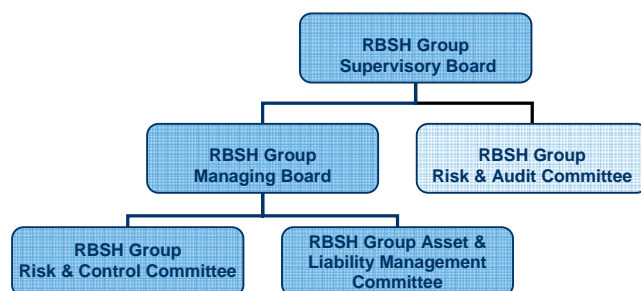 RBSH Group
Supervisory Board
RBSH Group
Managing Board
RBSH Group
Risk & Audit Committee
RBSH Group
Risk & Control Committee
RBSH Group Asset &
Liability Management
Committee